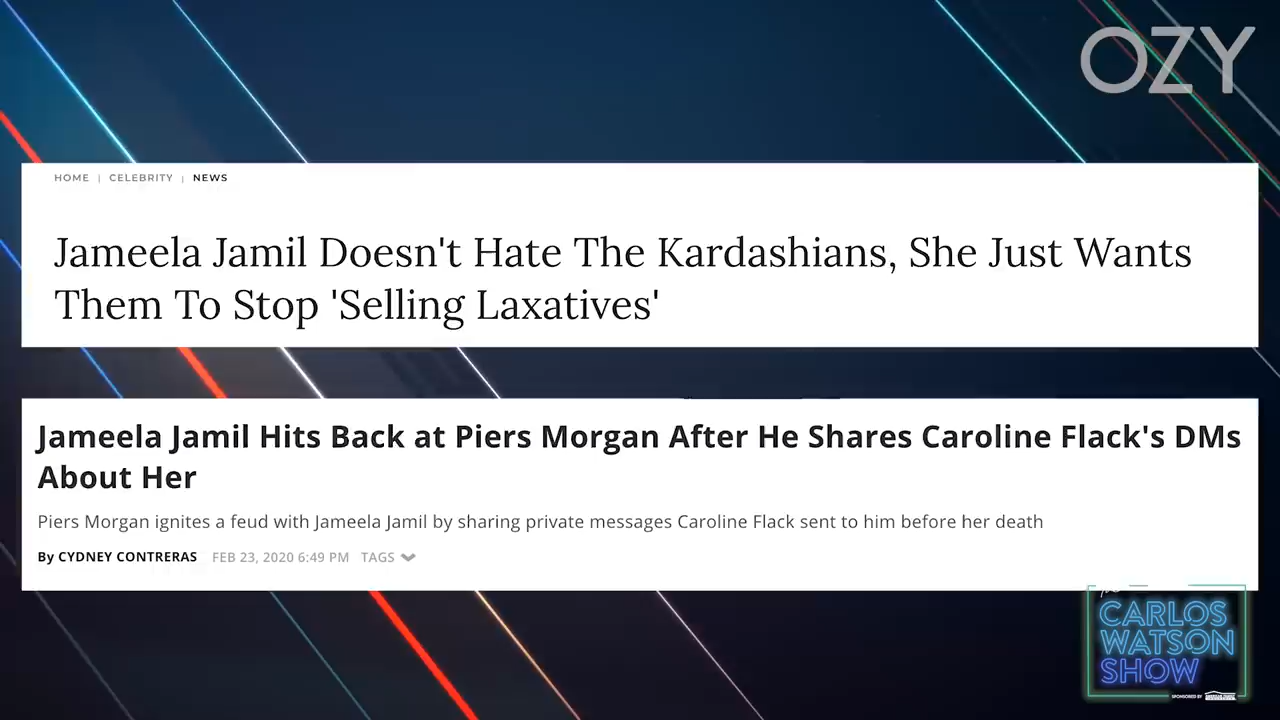 OZY
HOME | CELEBRITY | NEWS
Jameela Jamil Doesn't Hate The Kardashians, She Just Wants
Them To Stop 'Selling Laxatives'
Jameela Jamil Hits Back at Piers Morgan After He Shares Caroline Flack's DMs
About Her
Piers Morgan ignites a feud with Jameela Jamil by sharing private messages Caroline Flack sent to him before her death
By CYDNEY CONTRERAS FEB 23, 2020 6:49 PM TAGS
CARLOS
WATSON
SHOW
SPONSORED BY